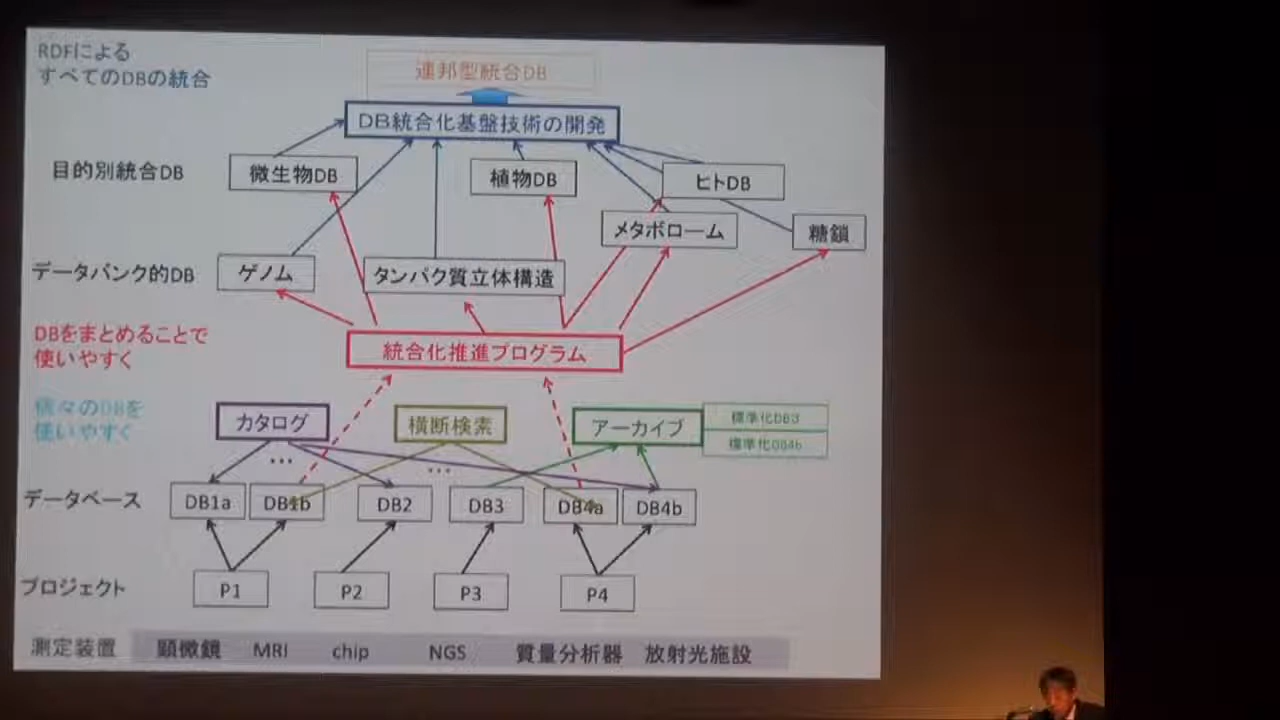 RDFによる
すべてのDBの統合
連邦型統合DB
DB統合化基盤技術の開発
目的別統合DB
微生物DB
植物DB
ヒトDB
メタボローム
糖鎖
データバンク的DB
ゲノム
タンパク質立体構造
DBをまとめることで
使いやすく
統合化推進プログラム
個々のDBを
使いやすく
カタログ
横断検索
アーカイブ
標準化DB3
標準化DB4b
…
…
データベース
DB1a
DB1b
DB2
DB3
DB4a
DB4b
プロジェクト
P1
P2
P3
P4
測定装置
顕微鏡
MRI
chip
NGS
質量分析器
放射光施設